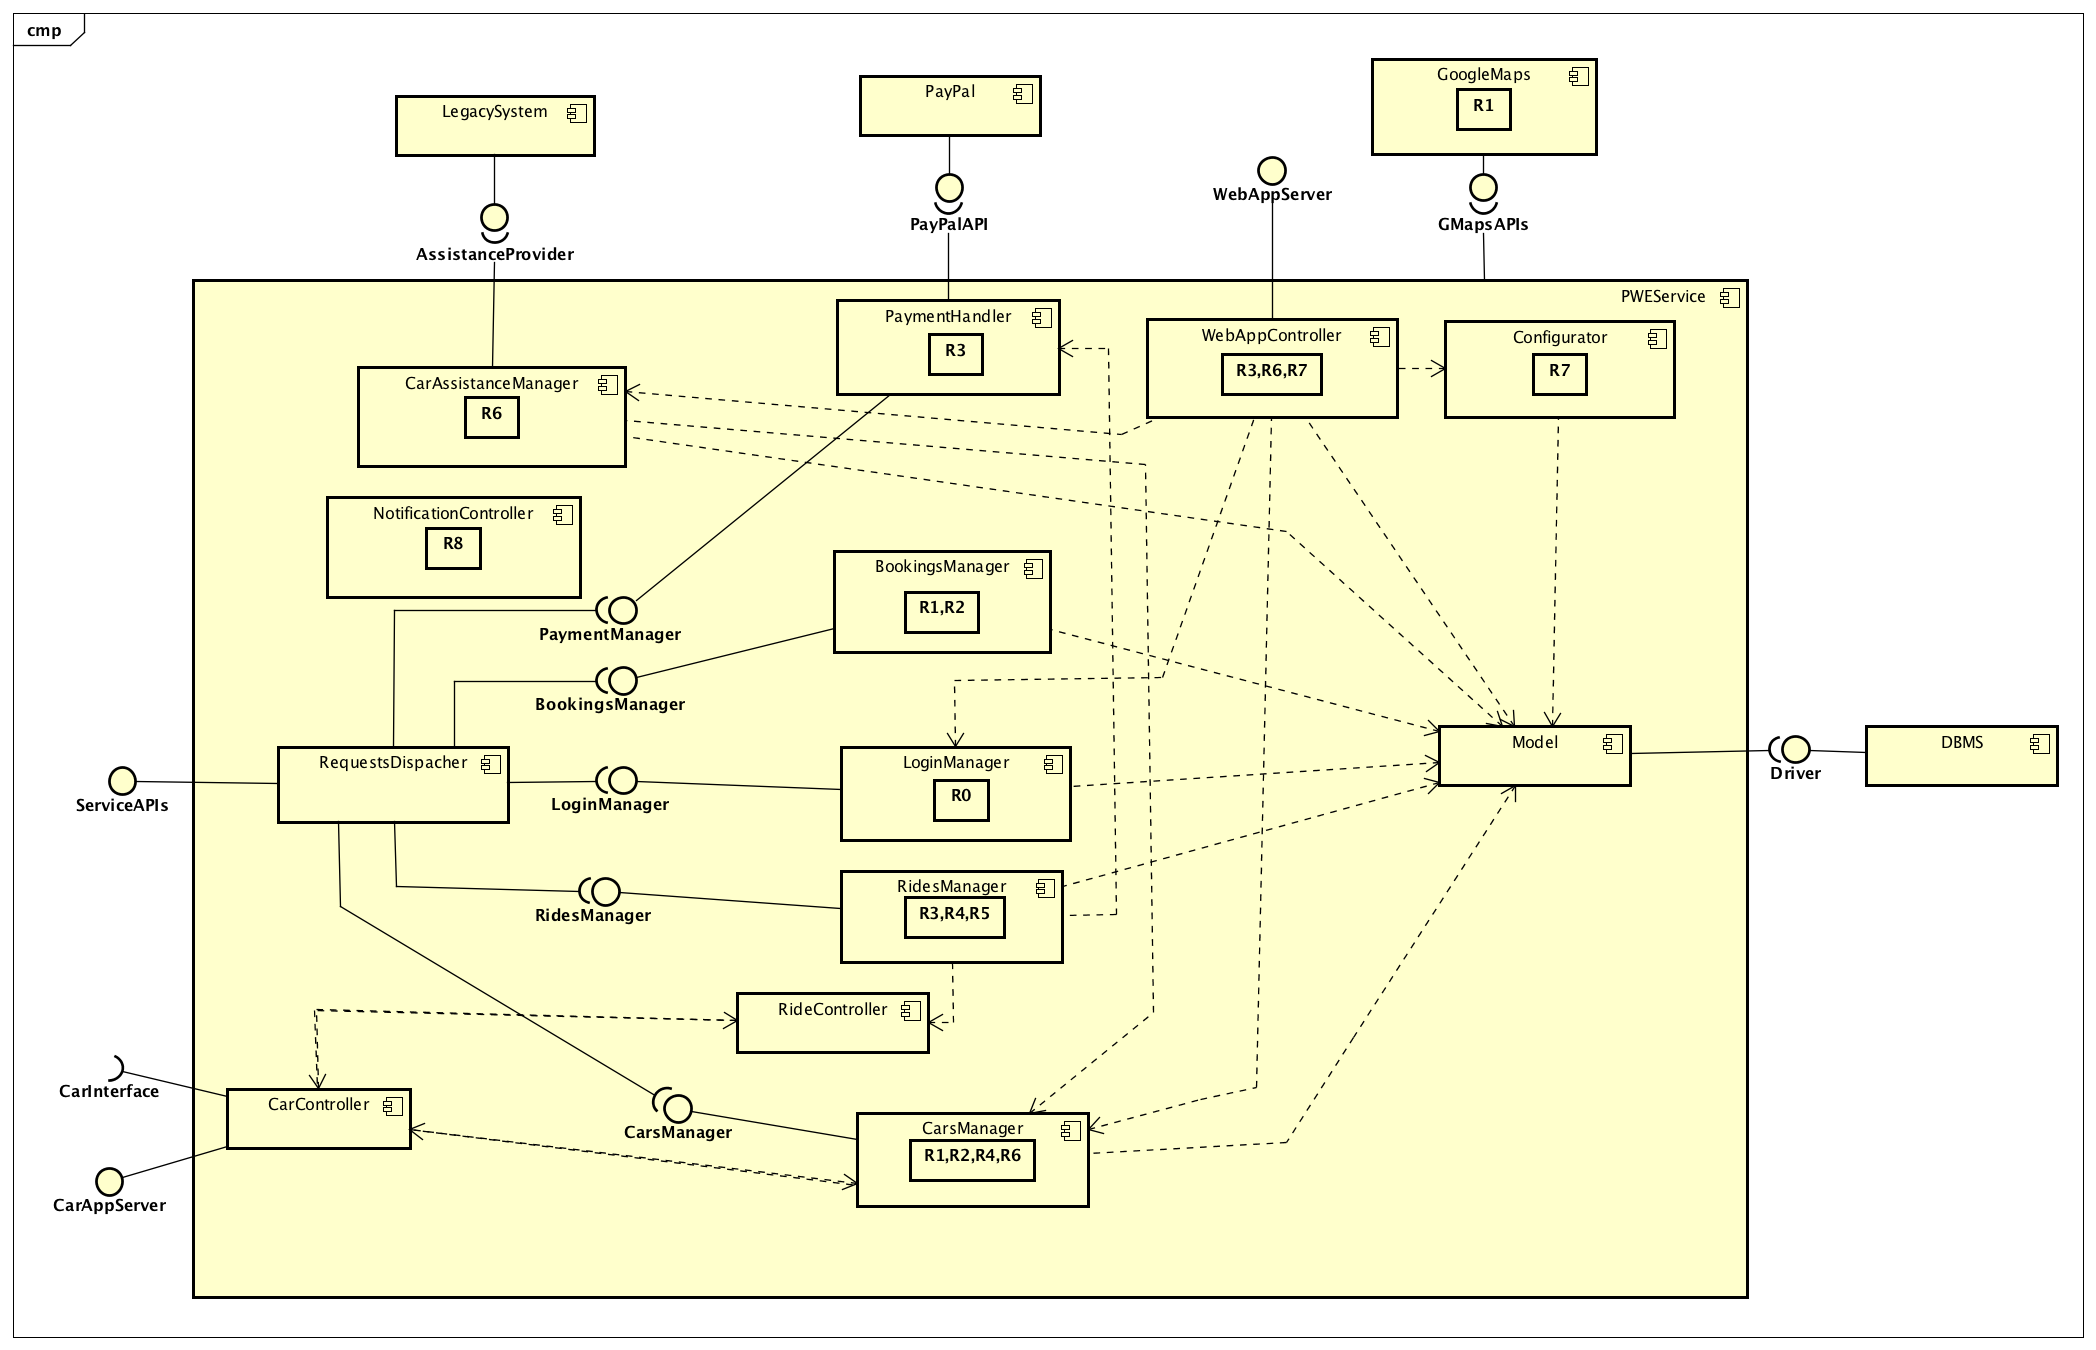 cmp
GoogleMaps
R1
PayPal
LegacySystem
WebAppServer
PayPalAPI
GMapsAPIs
AssistanceProvider
PWEService
PaymentHandler
R3
WebAppController
R3,R6,R7
Configurator
R7
CarAssistanceManager
R6
NotificationController
R8
BookingsManager
R1,R2
PaymentManager
BookingsManager
RequestsDispacher
LoginManager
R0
Model
DBMS
Driver
ServiceAPIs
LoginManager
RidesManager
R3,R4,R5
RidesManager
RideController
CarInterface
CarController
CarsManager
CarsManager
R1,R2,R4,R6
CarAppServer